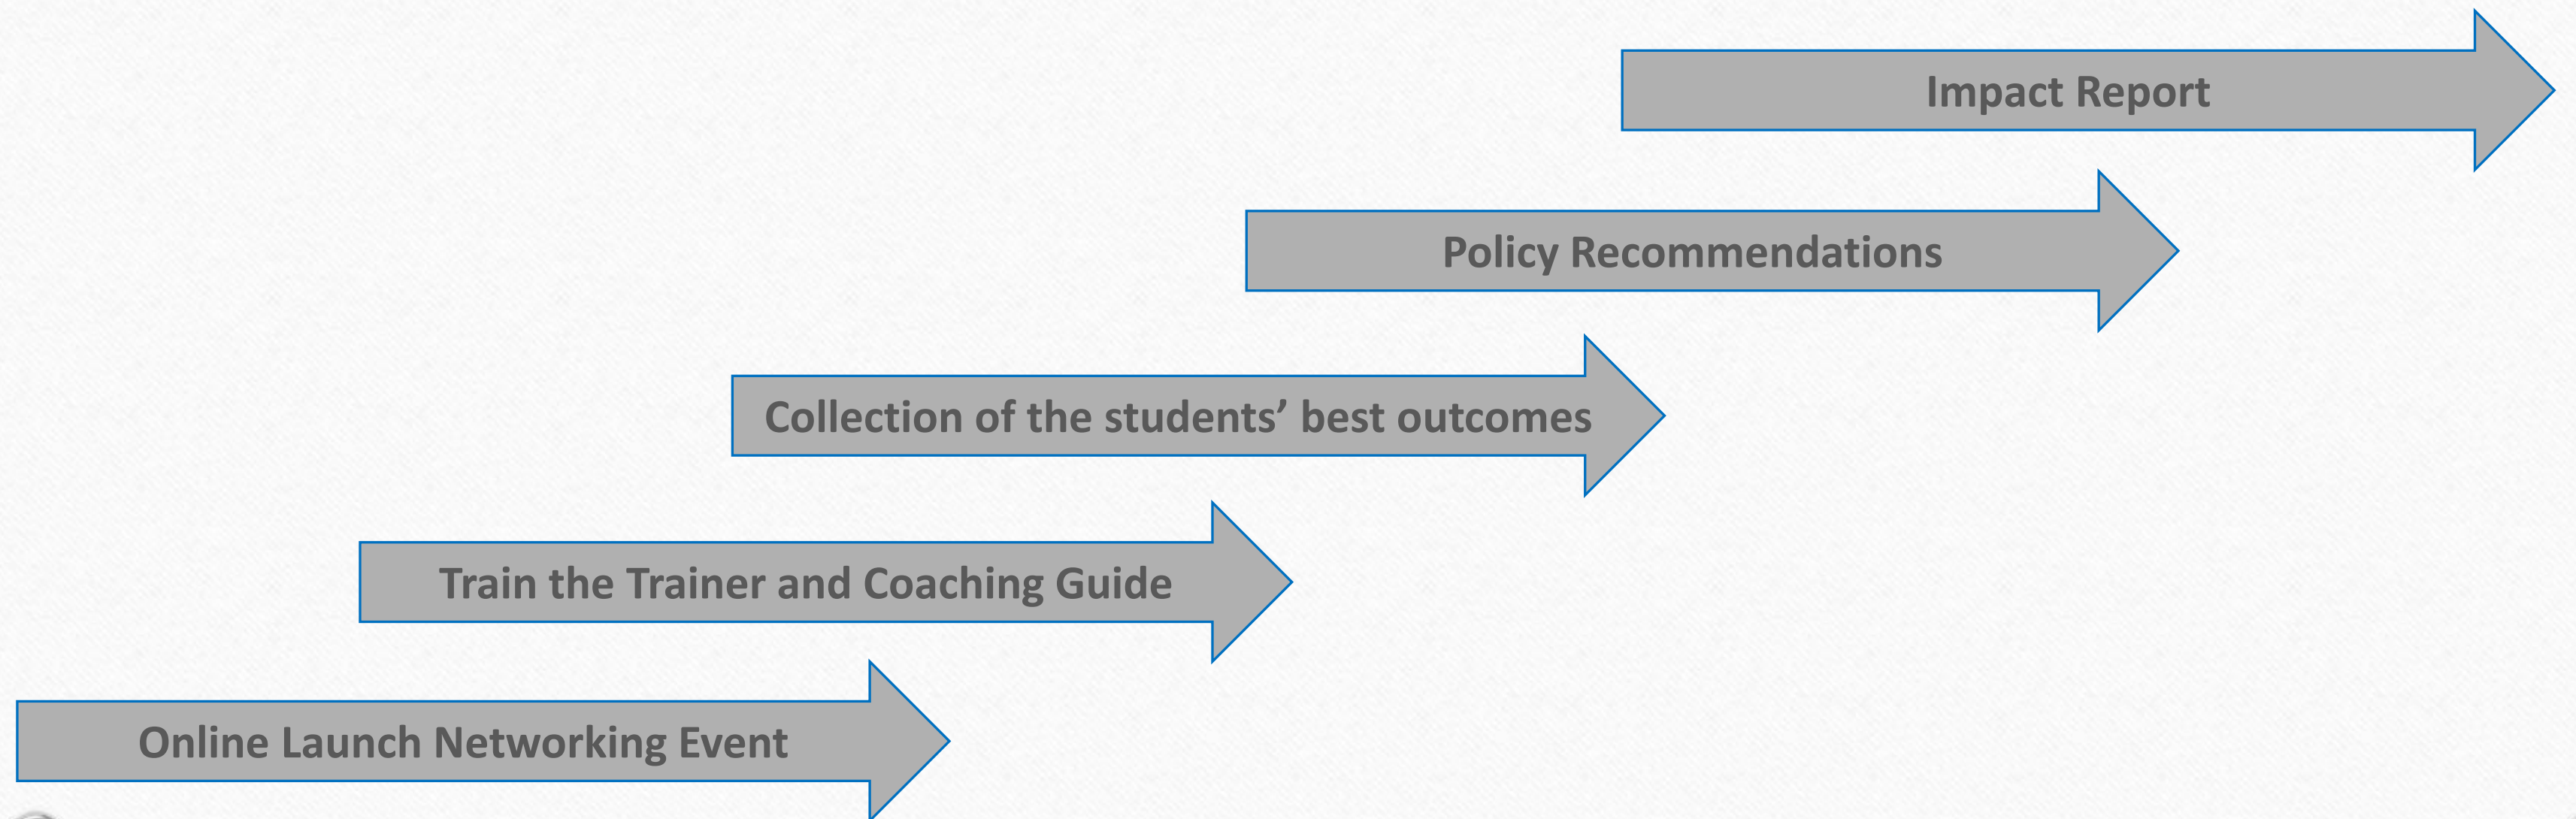 Impact Report
Policy Recommendations
Collection of the students’ best outcomes
Train the Trainer and Coaching Guide
Online Launch Networking Event